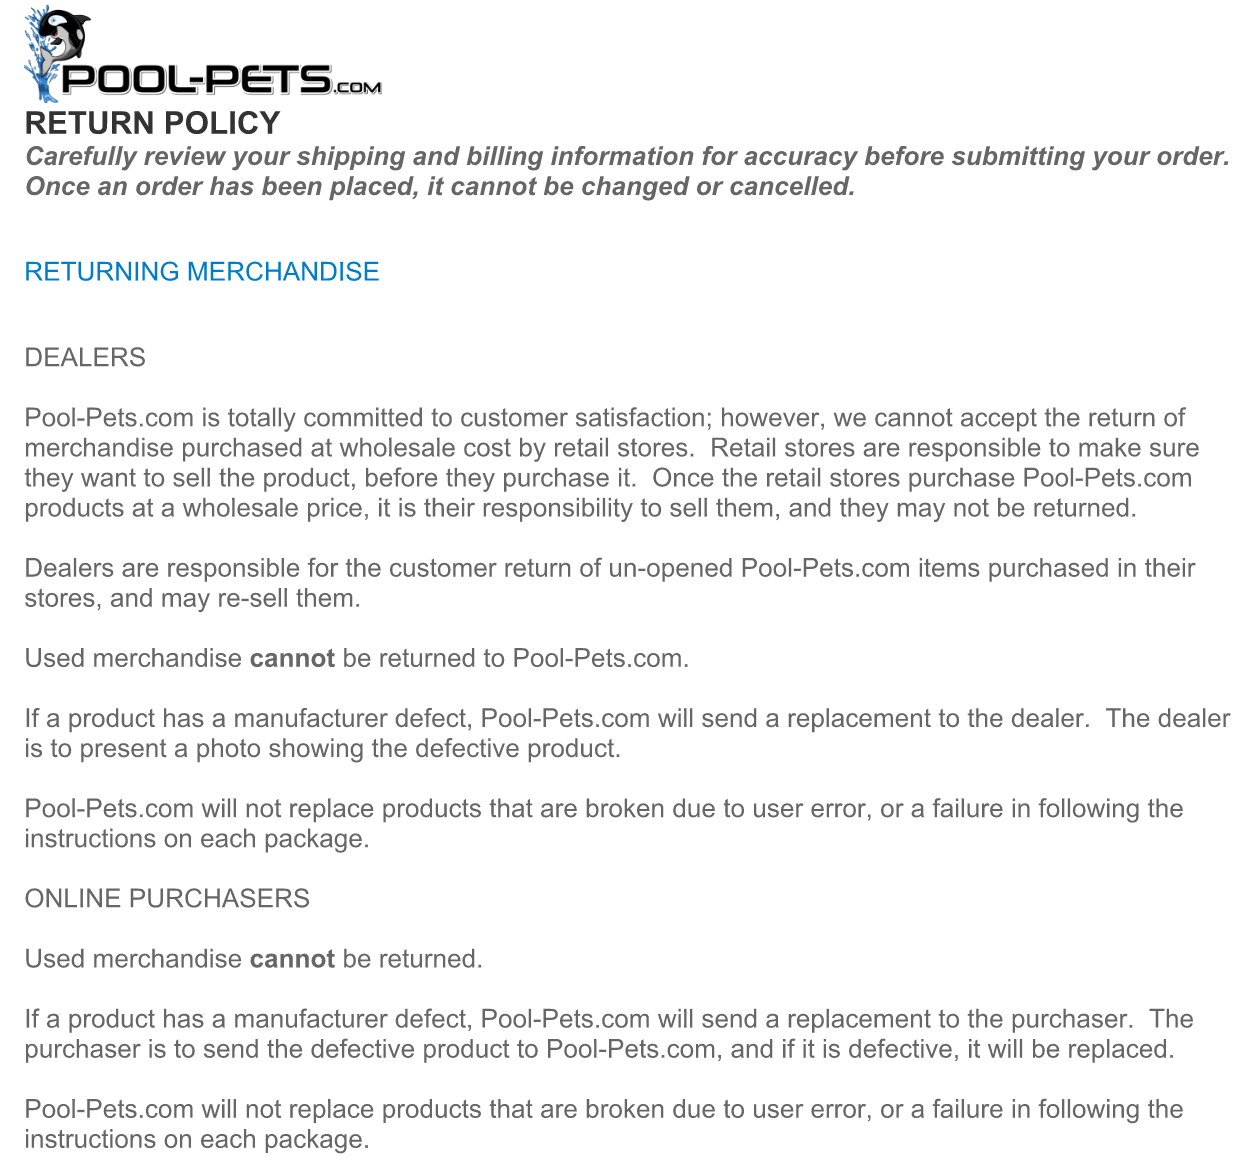 POOL-PETS.COM
RETURN POLICY
Carefully review your shipping and billing information for accuracy before submitting your order.
Once an order has been placed, it cannot be changed or cancelled.
RETURNING MERCHANDISE
DEALERS
Pool-Pets.com is totally committed to customer satisfaction; however, we cannot accept the return of
merchandise purchased at wholesale cost by retail stores.  Retail stores are responsible to make sure
they want to sell the product, before they purchase it.  Once the retail stores purchase Pool-Pets.com
products at a wholesale price, it is their responsibility to sell them, and they may not be returned.
Dealers are responsible for the customer return of un-opened Pool-Pets.com items purchased in their
stores, and may re-sell them.
Used merchandise cannot be returned to Pool-Pets.com.
If a product has a manufacturer defect, Pool-Pets.com will send a replacement to the dealer.  The dealer
is to present a photo showing the defective product.
Pool-Pets.com will not replace products that are broken due to user error, or a failure in following the
instructions on each package.
ONLINE PURCHASERS
Used merchandise cannot be returned.
If a product has a manufacturer defect, Pool-Pets.com will send a replacement to the purchaser.  The
purchaser is to send the defective product to Pool-Pets.com, and if it is defective, it will be replaced.
Pool-Pets.com will not replace products that are broken due to user error, or a failure in following the
instructions on each package.